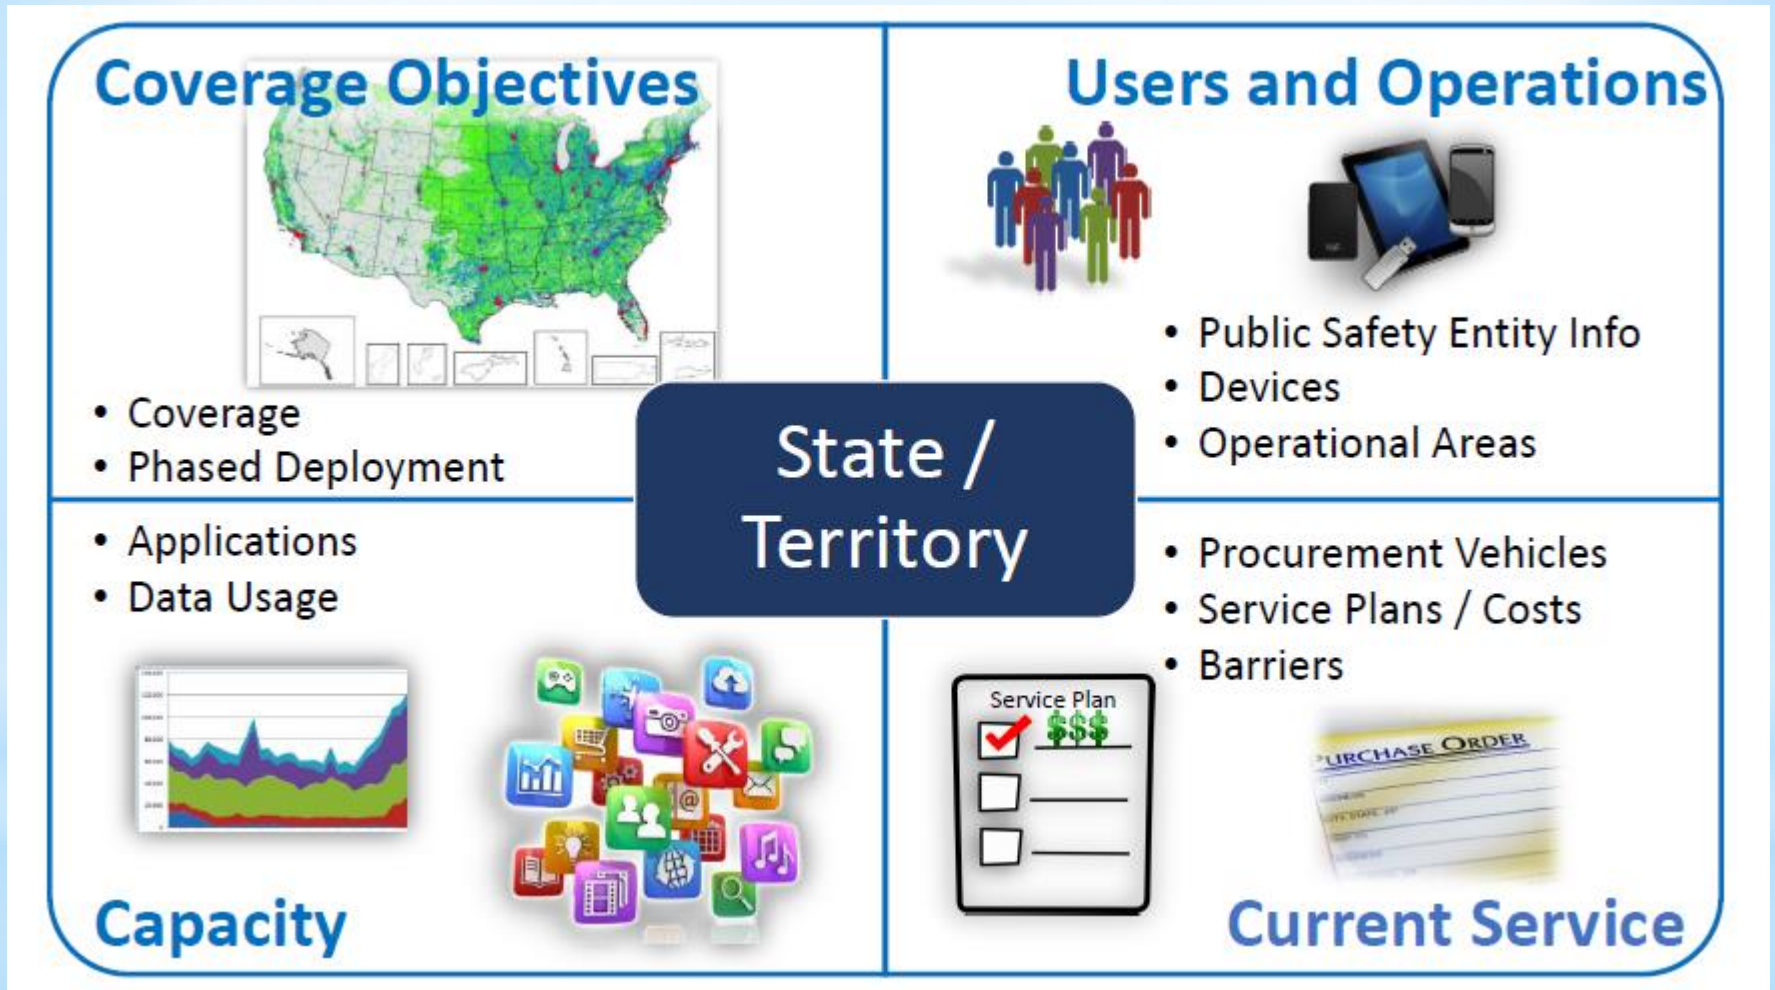 Coverage Objectives
• Coverage
• Phased Deployment
Users and Operations
• Public Safety Entity Info
• Devices
• Operational Areas
State /
Territory
• Applications
• Data Usage
Capacity
• Procurement Vehicles
• Service Plans / Costs
• Barriers
Service Plan
$$$
URCHASE ORDER
Current Service